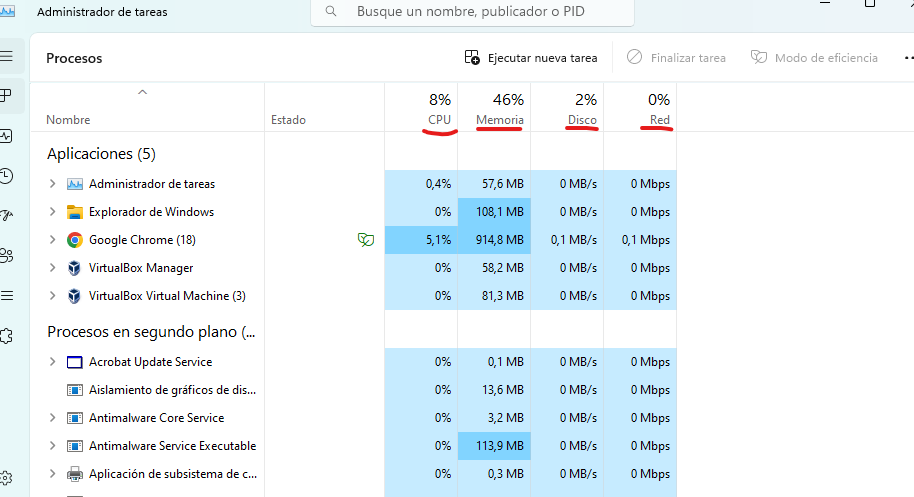 Administrador de tareas
Busque un nombre, publicador o PID
Procesos
Ejecutar nueva tarea
Finalizar tarea
Modo de eficiencia
8% 46% 2% 0%
Nombre Estado CPU Memoria Disco Red
Aplicaciones (5)
Administrador de tareas 0,4% 57,6 MB 0 MB/s 0 Mbps
Explorador de Windows 0% 108,1 MB 0 MB/s 0 Mbps
Google Chrome (18) 5,1% 914,8 MB 0,1 MB/s 0,1 Mbps
VirtualBox Manager 0% 58,2 MB 0 MB/s 0 Mbps
VirtualBox Virtual Machine (3) 0% 81,3 MB 0 MB/s 0 Mbps
Procesos en segundo plano (...
Acrobat Update Service 0% 0,1 MB 0 MB/s 0 Mbps
Aislamiento de gráficos de dis... 0% 13,6 MB 0 MB/s 0 Mbps
Antimalware Core Service 0% 3,2 MB 0 MB/s 0 Mbps
Antimalware Service Executable 0% 113,9 MB 0 MB/s 0 Mbps
Aplicación de subsistema de c... 0% 0,3 MB 0 MB/s 0 Mbps